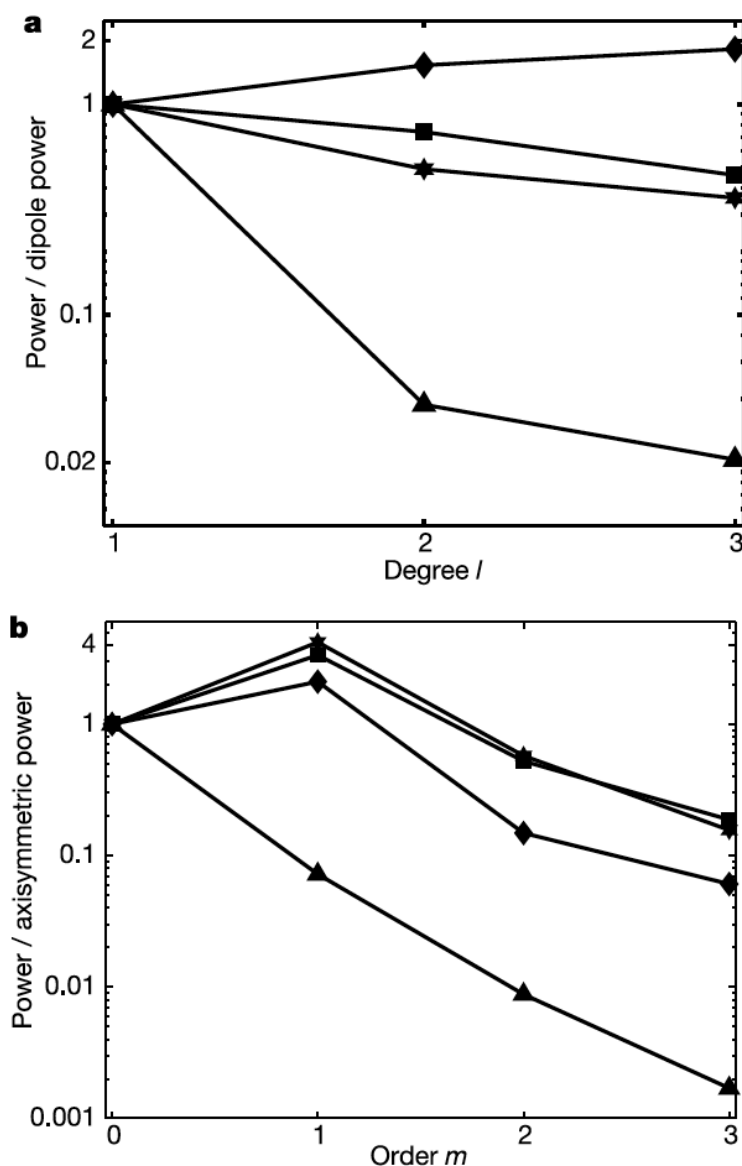 a
2
1
0.1
0.02
Power / dipole power
1 2 3
Degree l
b
4
1
0.1
0.01
0.001
Power / axisymmetric power
0 1 2 3
Order m